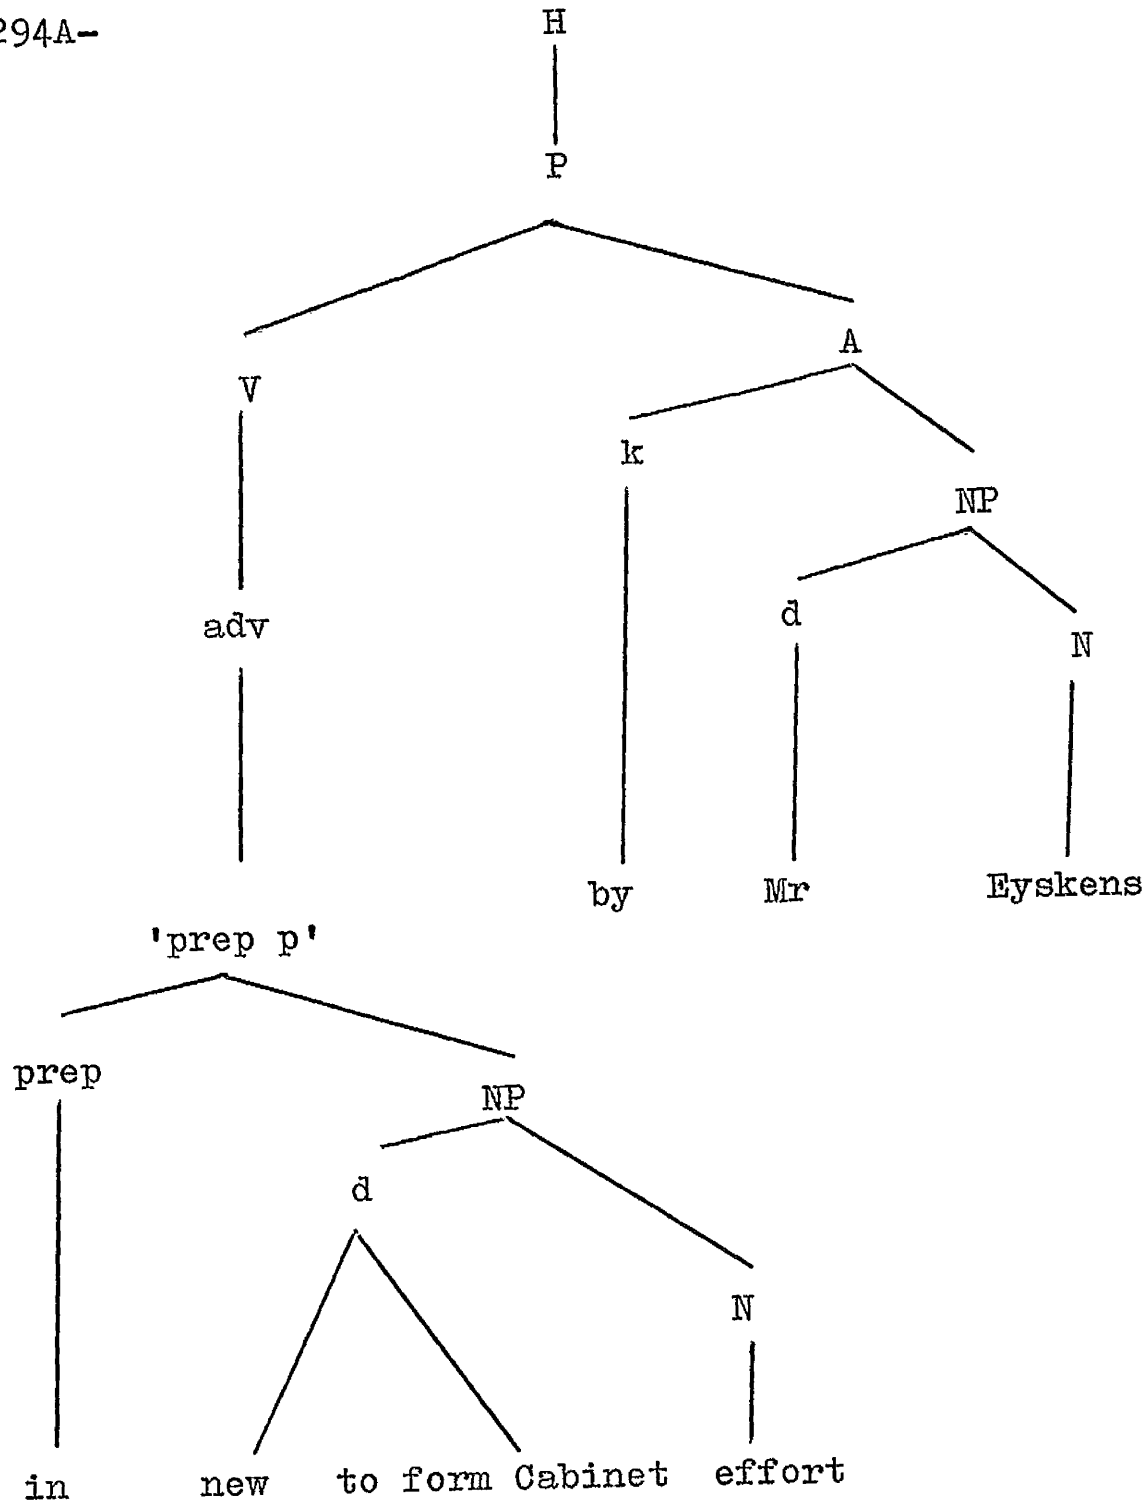 294A-
H
P
A
V
k
NP
adv
d
N
by Mr Eyskens
'prep p'
prep
NP
d
N
in new to form Cabinet effort